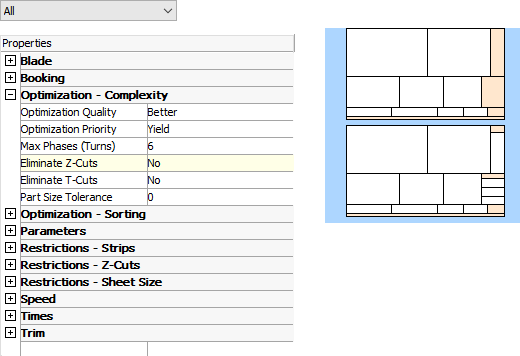 All
Properties
Blade
Booking
Optimization - Complexity
Optimization Quality Better
Optimization Priority Yield
Max Phases (Turns) 6
Eliminate Z-Cuts No
Eliminate T-Cuts No
Part Size Tolerance 0
Optimization - Sorting
Parameters
Restrictions - Strips
Restrictions - Z-Cuts
Restrictions - Sheet Size
Speed
Times
Trim